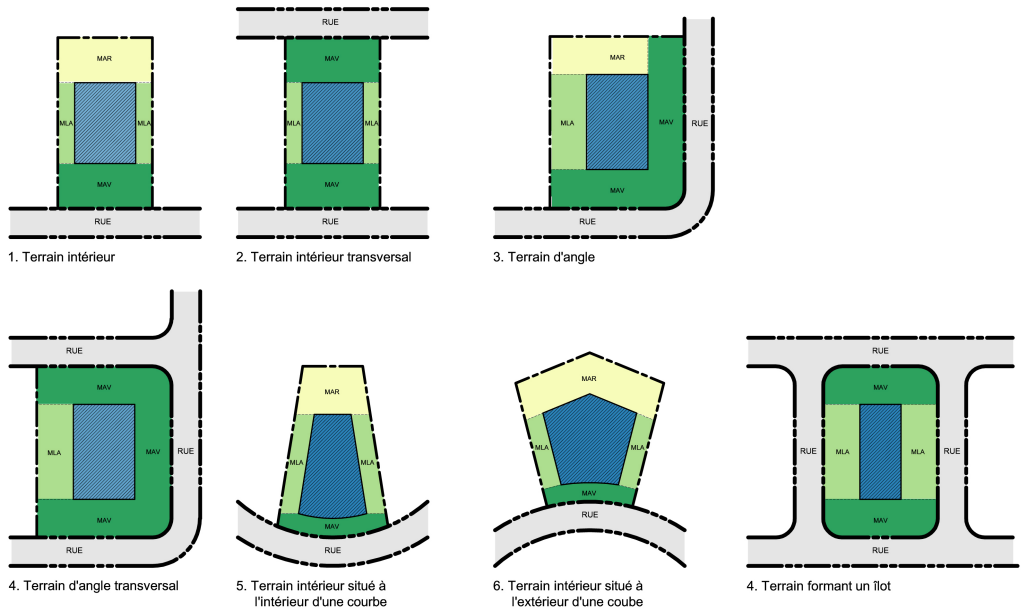 RUE
MAR
MLA
MLA
MAV
RUE
1. Terrain intérieur
MAV
MLA
MLA
MAV
RUE
2. Terrain intérieur transversal
MAR
MLA
MAV
RUE
MAV
RUE
3. Terrain d'angle
RUE
MAV
MLA
MAV
RUE
MAV
RUE
4. Terrain d'angle transversal
MAR
MLA
MLA
MAV
RUE
5. Terrain intérieur situé à
l'intérieur d'une courbe
MAR
MLA
MLA
MAV
RUE
6. Terrain intérieur situé à
l'extérieur d'une coube
RUE
MAV
RUE
MLA
MLA
RUE
MAV
RUE
4. Terrain formant un îlot